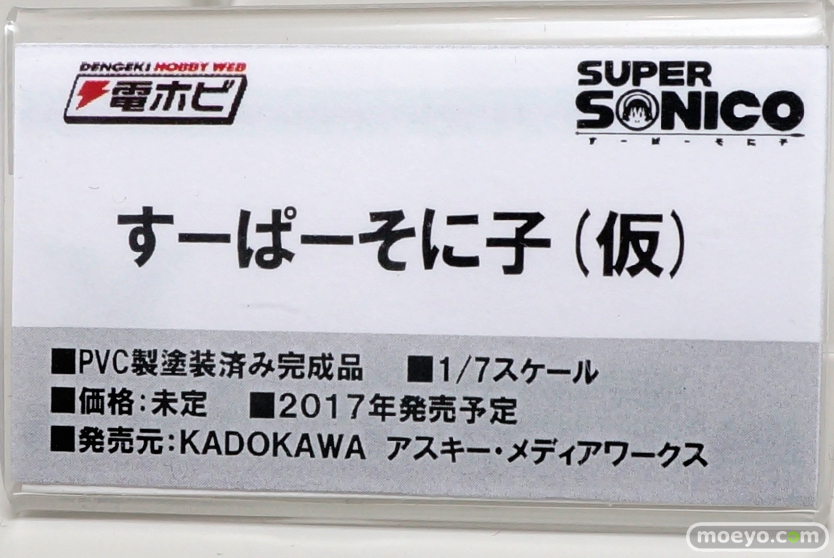 DENGEKI HOBBY WEB
電ホビ
SUPER
SONICO
すーぱーそに子
すーぱーそに子(仮)
■PVC製塗装済み完成品 ■1/7スケール
■価格:未定 ■2017年発売予定
■発売元:KADOKAWA アスキー・メディアワークス
moeyo.com